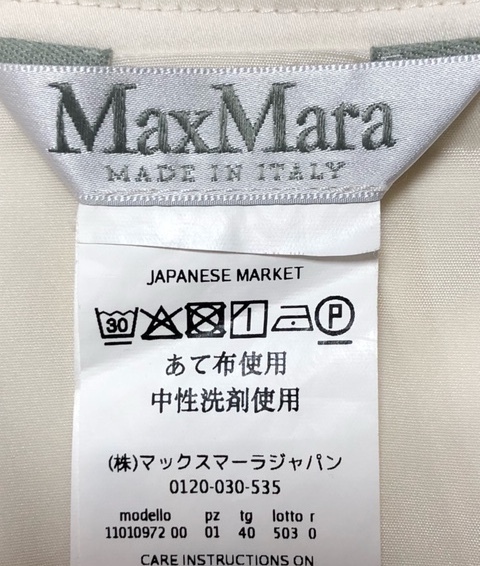 MaxMara
MADE IN ITALY
JAPANESE MARKET
30 P
あて布使用
中性洗剤使用
(株)マックスマーラジャパン
0120-030-535
modello pz tg lotto r
11010972 00 01 40 503 0
CARE INSTRUCTIONS ON